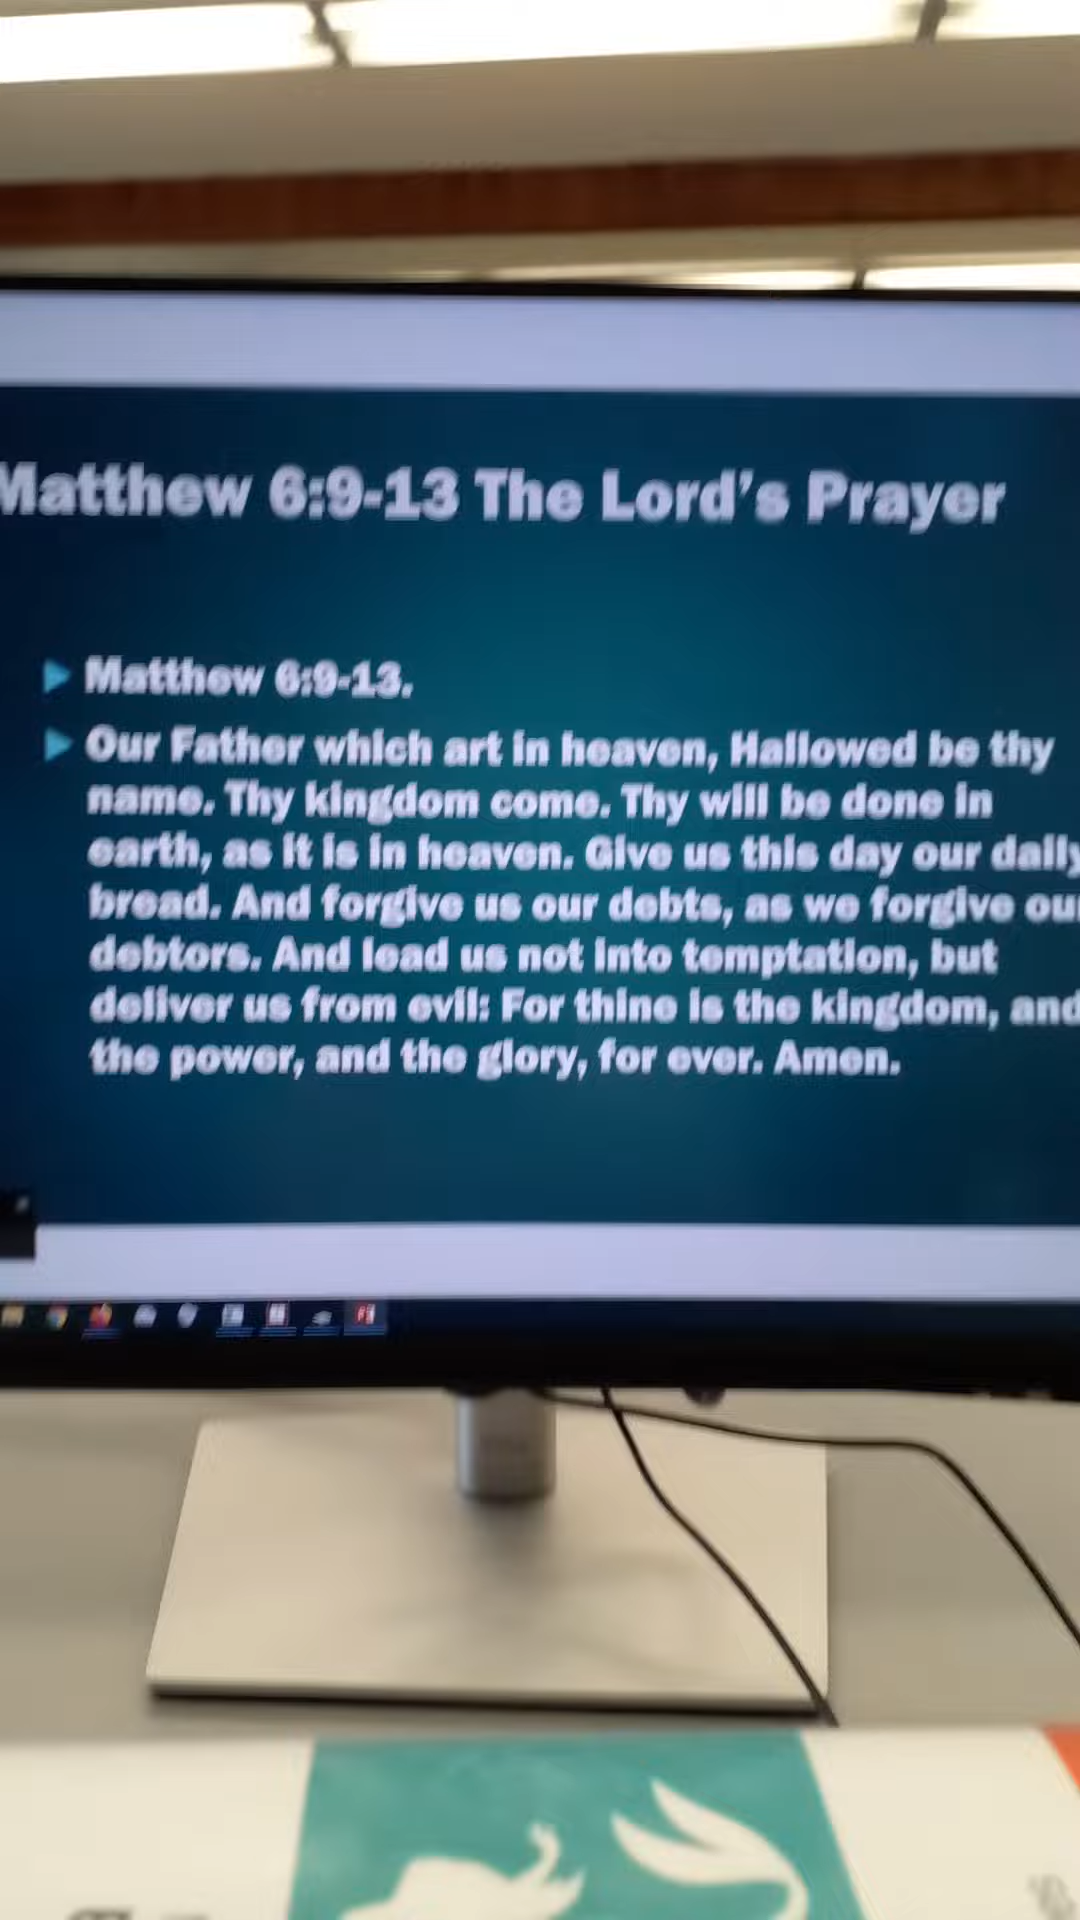 Matthew 6:9-13 The Lord's Prayer
Matthew 6:9-13.
Our Father which art in heaven, Hallowed be thy
name. Thy kingdom come. Thy will be done in
earth, as it is in heaven. Give us this day our daily
bread. And forgive us our debts, as we forgive our
debtors. And lead us not into temptation, but
deliver us from evil: For thine is the kingdom, and
the power, and the glory, for ever. Amen.